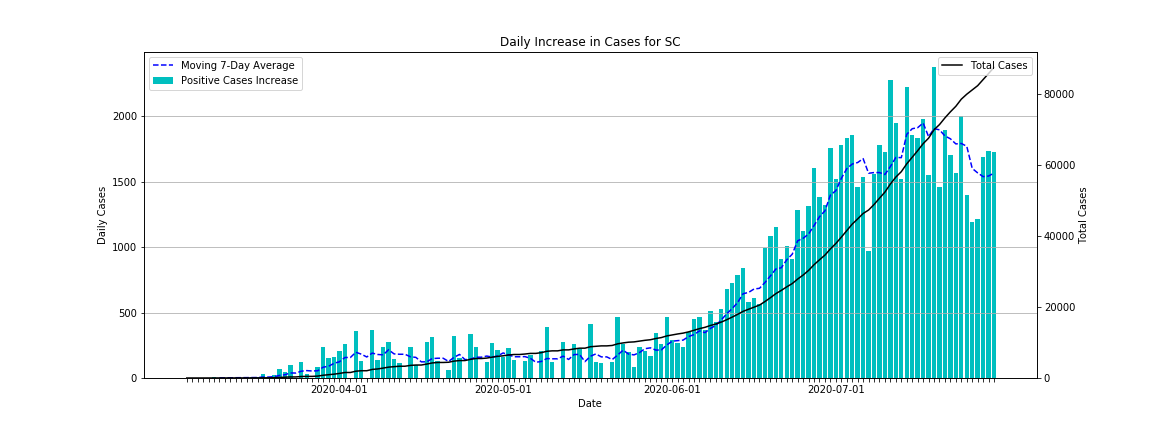 Daily Increase in Cases for SC
Moving 7-Day Average
Positive Cases Increase
Total Cases
2000
1500
1000
500
0
Daily Cases
80000
60000
40000
20000
0
Total Cases
2020-04-01
2020-05-01
2020-06-01
2020-07-01
Date